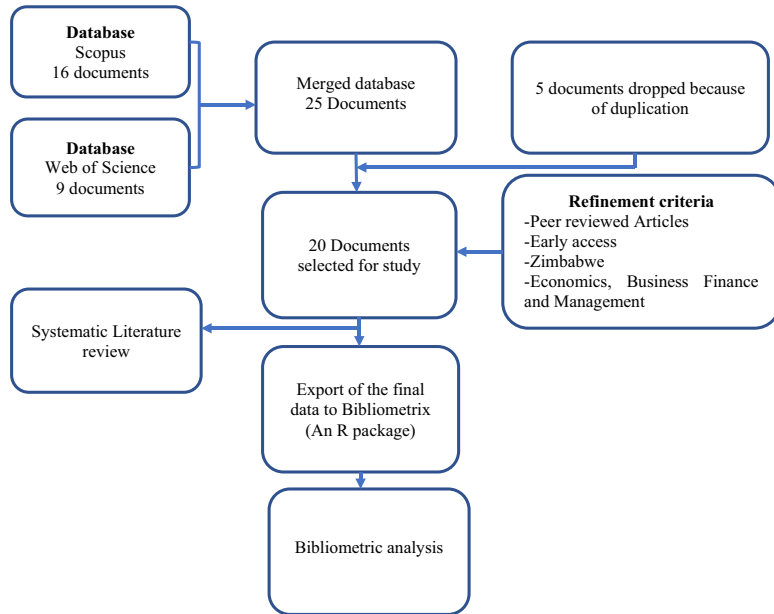 Database
Scopus
16 documents
Database
Web of Science
9 documents
Merged database
25 Documents
5 documents dropped because
of duplication
20 Documents
selected for study
Refinement criteria
-Peer reviewed Articles
-Early access
-Zimbabwe
-Economics, Business Finance
and Management
Systematic Literature
review
Export of the final
data to Bibliometrix
(An R package)
Bibliometric analysis